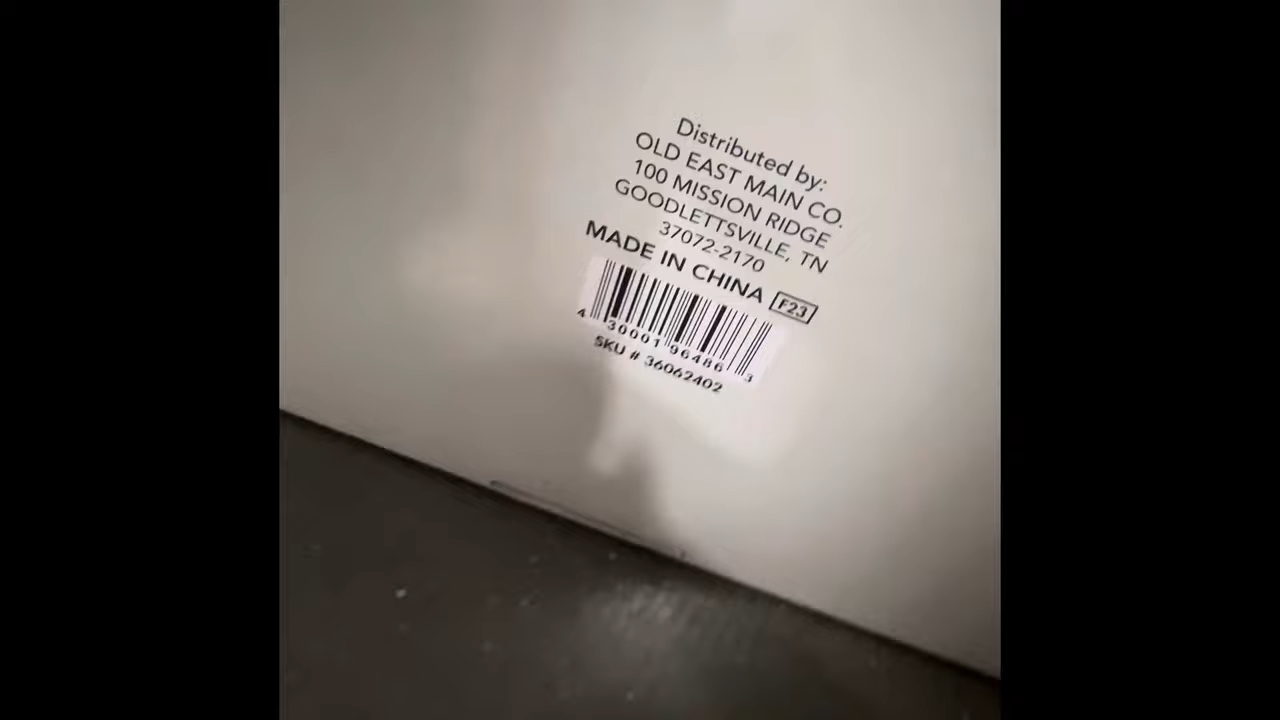 Distributed by:
OLD EAST MAIN CO.
100 MISSION RIDGE
GOODLETTSVILLE, TN
37072-2170
MADE IN CHINA F23
4 30001 96486 3
SKU # 36062402